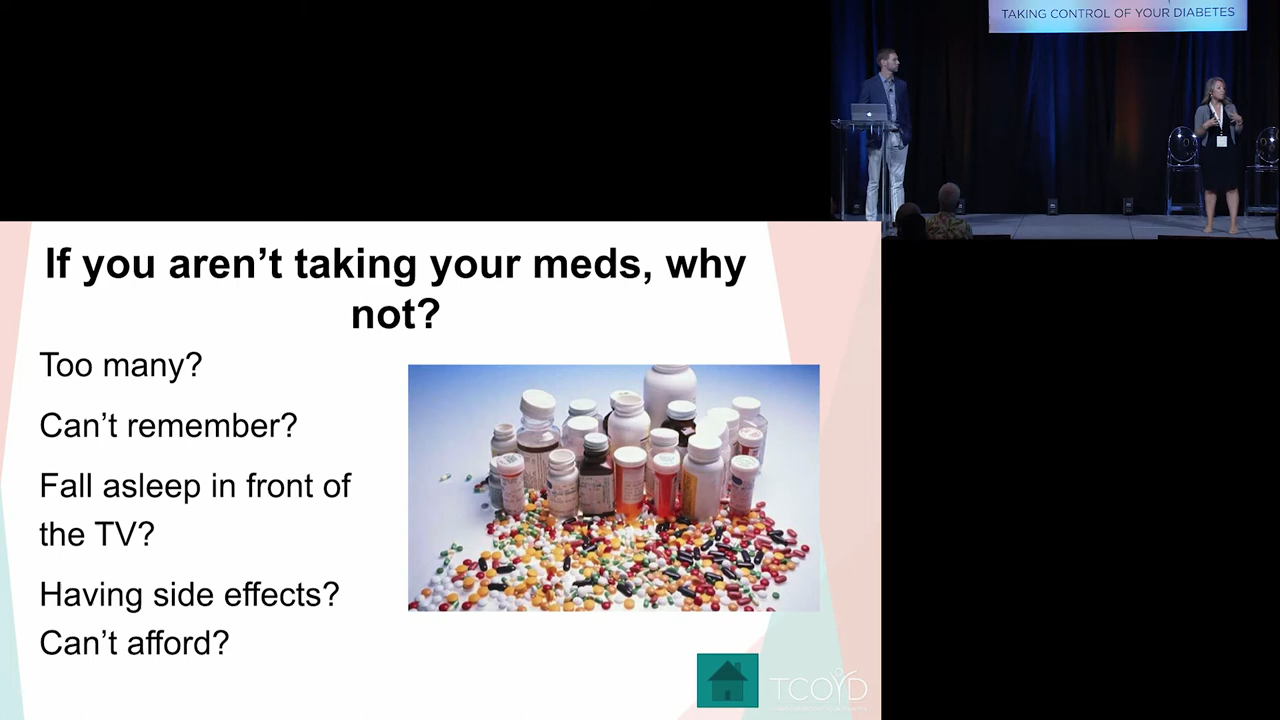 TAKING CONTROL OF YOUR DIABETES
If you aren’t taking your meds, why
not?
Too many?
Can’t remember?
Fall asleep in front of
the TV?
Having side effects?
Can’t afford?
TCOYD